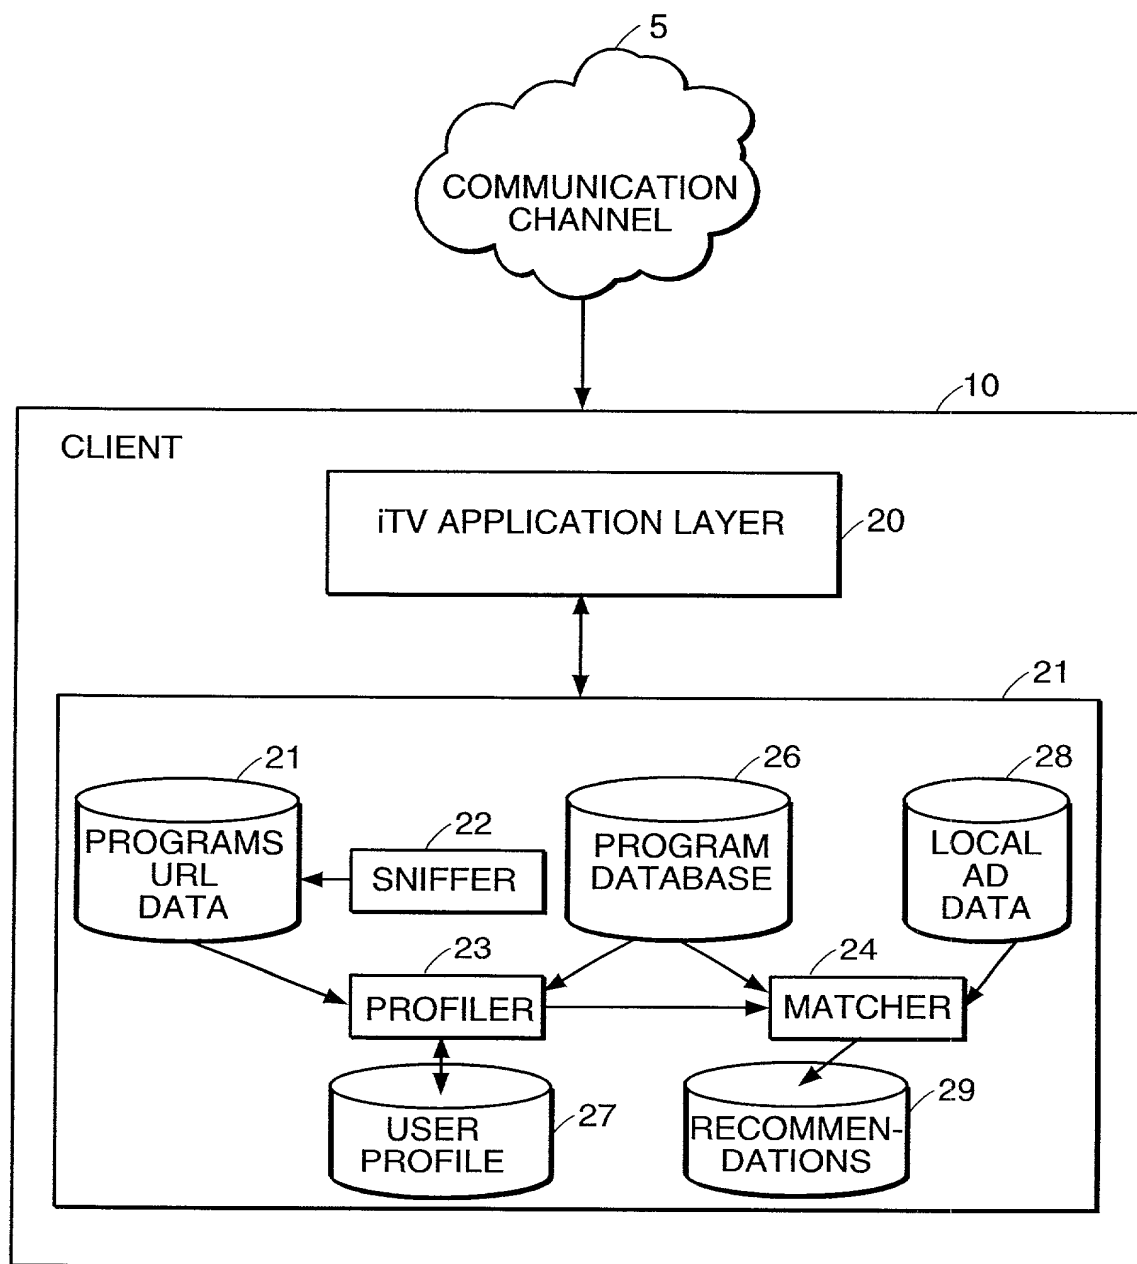 5
COMMUNICATION
CHANNEL
10
CLIENT
iTV APPLICATION LAYER
20
21
21
26
28
PROGRAMS
URL
DATA
22
SNIFFER
PROGRAM
DATABASE
LOCAL
AD
DATA
23
PROFILER
24
MATCHER
USER
PROFILE
27
RECOMMEN-
DATIONS
29